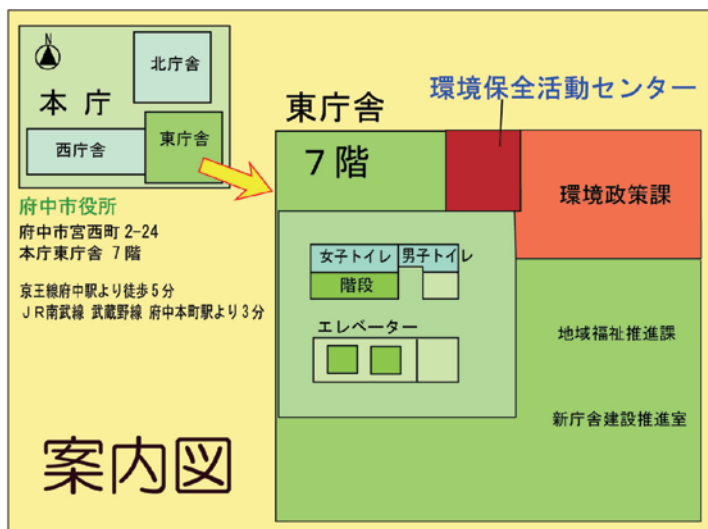 N
北庁舎
本庁
西庁舎
東庁舎
府中市役所
府中市宮西町 2-24
本庁東庁舎 7階
京王線府中駅より徒歩5分
JR南武線 武蔵野線 府中本町駅より3分
案内図
東庁舎
環境保全活動センター
7階
環境政策課
女子トイレ 男子トイレ
階段
エレベーター
地域福祉推進課
新庁舎建設推進室